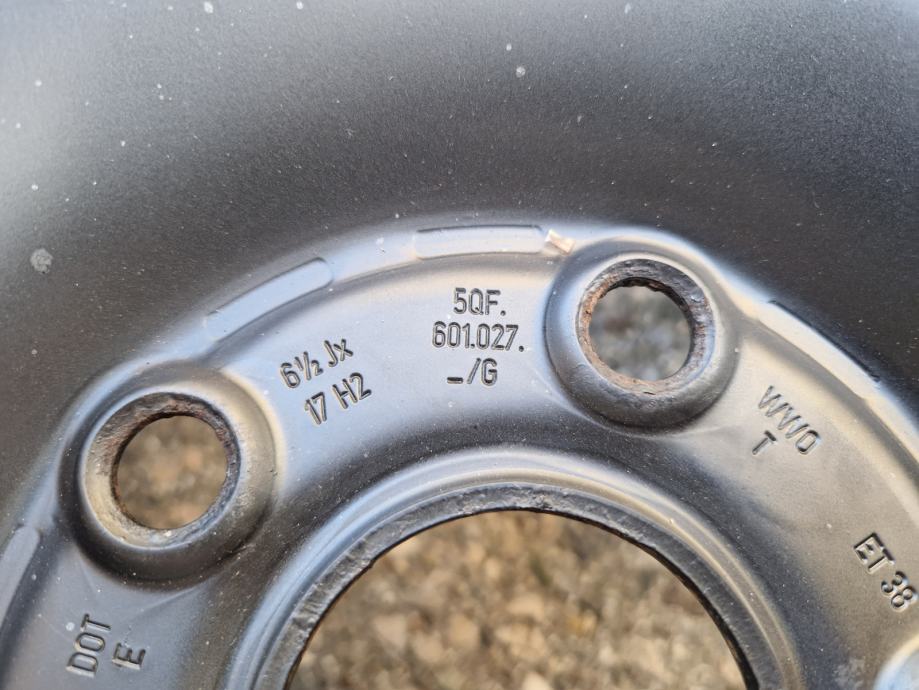 5QF.
601.027.
_/G
6½ Jx
17 H2
WWO
T
ET 38
DOT
E